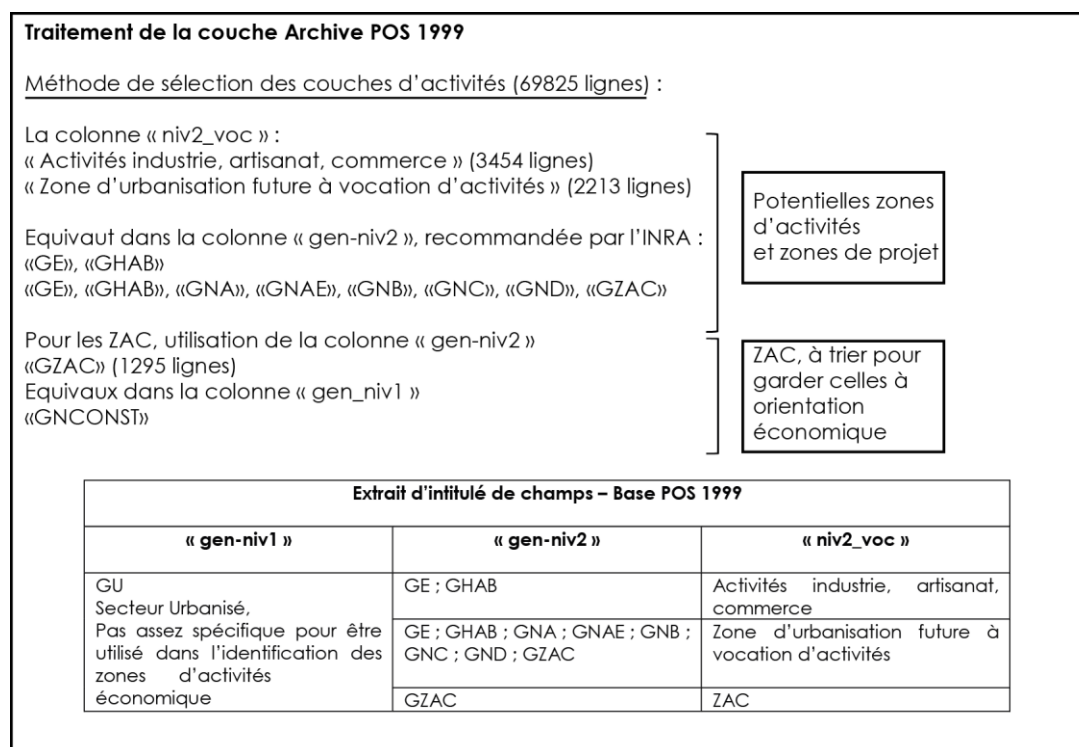 Traitement de la couche Archive POS 1999
Méthode de sélection des couches d'activités (69825 lignes) :
La colonne « niv2_voc » :
« Activités industrie, artisanat, commerce » (3454 lignes)
« Zone d'urbanisation future à vocation d'activités » (2213 lignes)
Equivaut dans la colonne « gen-niv2 », recommandée par l'INRA :
«GE», «GHAB»
«GE», «GHAB», «GNA», «GNAE», «GNB», «GNC», «GND», «GZAC»
Potentielles zones
d'activités
et zones de projet
Pour les ZAC, utilisation de la colonne « gen-niv2 »
«GZAC» (1295 lignes)
Equivaux dans la colonne « gen_niv1 »
«GNCONST»
ZAC, à trier pour
garder celles à
orientation
économique
Extrait d'intitulé de champs – Base POS 1999
« gen-niv1 »
« gen-niv2 »
« niv2_voc »
GU
Secteur Urbanisé,
Pas assez spécifique pour être
utilisé dans l'identification des
zones d'activités
économique
GE ; GHAB
Activités industrie, artisanat,
commerce
GE ; GHAB ; GNA ; GNAE ; GNB ;
GNC ; GND ; GZAC
Zone d'urbanisation future à
vocation d'activités
GZAC
ZAC